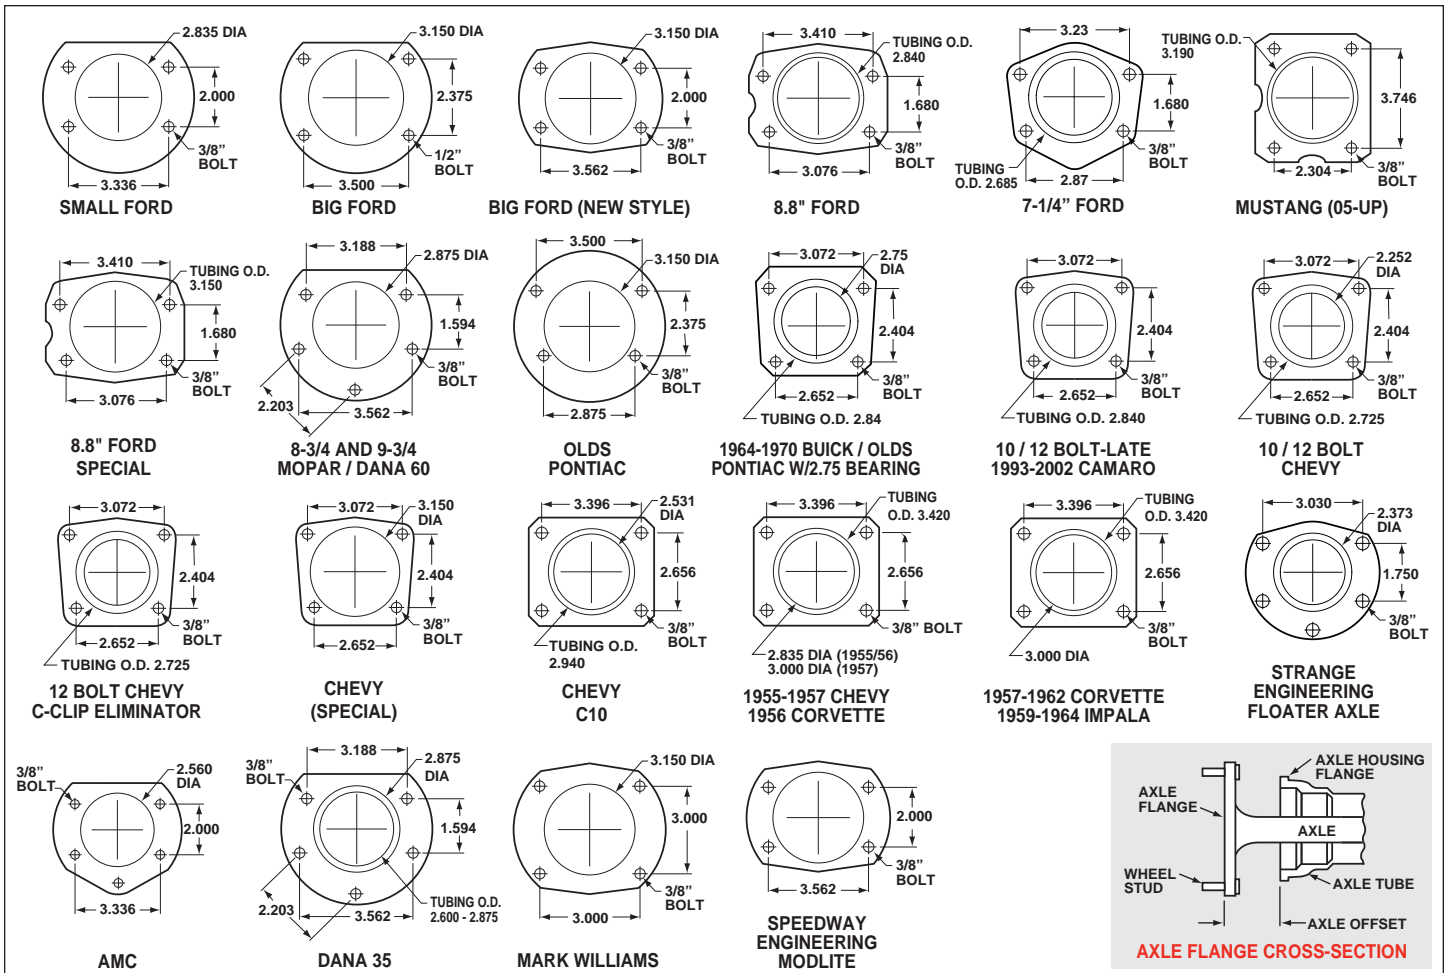 2.835 DIA
2.000
3/8”
BOLT
3.336
SMALL FORD
3.150 DIA
2.375
1/2”
BOLT
3.500
BIG FORD
3.150 DIA
2.000
3/8”
BOLT
3.562
BIG FORD (NEW STYLE)
3.410
TUBING O.D.
2.840
1.680
3/8”
BOLT
3.076
8.8" FORD
3.23
1.680
3/8”
BOLT
TUBING
O.D. 2.685
2.87
7-1/4” FORD
TUBING O.D.
3.190
3.746
2.304
3/8”
BOLT
MUSTANG (05-UP)
3.410
TUBING O.D.
3.150
1.680
3/8”
BOLT
3.076
8.8" FORD
SPECIAL
3.188
2.875 DIA
1.594
3/8”
BOLT
2.203
3.562
8-3/4 AND 9-3/4
MOPAR / DANA 60
3.500
3.150 DIA
2.375
3/8”
BOLT
2.875
OLDS
PONTIAC
3.072
2.75
DIA
2.404
3/8”
BOLT
2.652
TUBING O.D. 2.84
1964-1970 BUICK / OLDS
PONTIAC W/2.75 BEARING
3.072
2.404
3/8”
BOLT
2.652
TUBING O.D. 2.840
10 / 12 BOLT-LATE
1993-2002 CAMARO
3.072
2.252
DIA
2.404
3/8”
BOLT
2.652
TUBING O.D. 2.725
10 / 12 BOLT
CHEVY
3.072
2.404
3/8”
BOLT
2.652
TUBING O.D. 2.725
12 BOLT CHEVY
C-CLIP ELIMINATOR
3.072
3.150
DIA
2.404
3/8”
BOLT
2.652
CHEVY
(SPECIAL)
3.396
2.531
DIA
2.656
3/8”
BOLT
TUBING O.D.
2.940
CHEVY
C10
3.396
TUBING
O.D. 3.420
2.656
3/8” BOLT
2.835 DIA (1955/56)
3.000 DIA (1957)
1955-1957 CHEVY
1956 CORVETTE
3.396
TUBING
O.D. 3.420
2.656
3/8”
BOLT
3.000 DIA
1957-1962 CORVETTE
1959-1964 IMPALA
3.030
2.373
DIA
1.750
3/8”
BOLT
STRANGE
ENGINEERING
FLOATER AXLE
3/8”
BOLT
2.560
DIA
2.000
3.336
AMC
3/8”
BOLT
3.188
2.875
DIA
1.594
2.203
3.562
TUBING O.D.
2.600 - 2.875
DANA 35
3.150 DIA
3.000
3/8”
BOLT
3.000
MARK WILLIAMS
2.000
3/8”
BOLT
3.562
SPEEDWAY
ENGINEERING
MODLITE
AXLE HOUSING
FLANGE
AXLE
FLANGE
AXLE
WHEEL
STUD
AXLE TUBE
AXLE OFFSET
AXLE FLANGE CROSS-SECTION